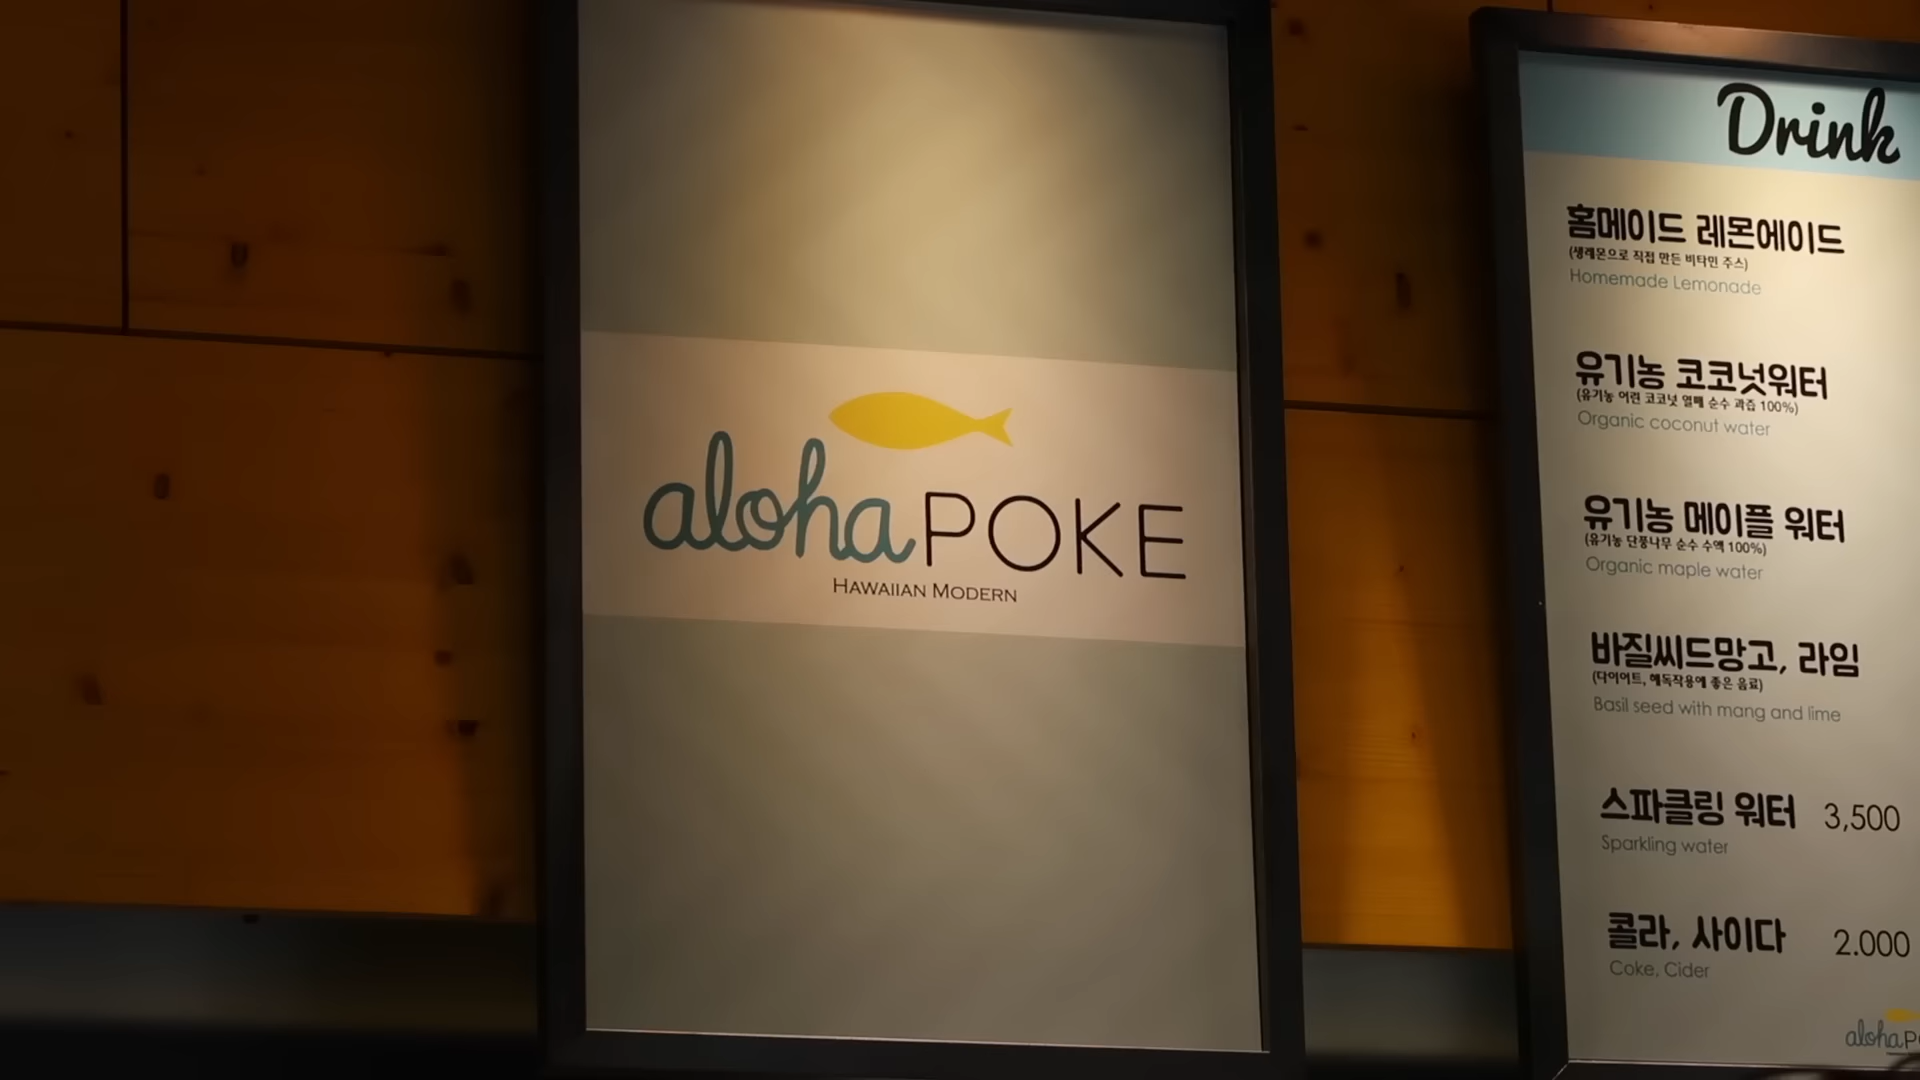 aloha POKE
HAWAIIAN MODERN
Drink
홈메이드 레몬에이드
(생레몬으로 직접 만든 비타민 주스)
Homemade Lemonade
유기농 코코넛워터
(유기농 어린 코코넛 열매 순수 과즙 100%)
Organic coconut water
유기농 메이플 워터
(유기농 단풍나무 순수 수액 100%)
Organic maple water
바질씨드망고, 라임
(다이어트, 해독작용에 좋은 음료)
Basil seed with mang and lime
스파클링 워터 3,500
Sparkling water
콜라, 사이다 2.000
Coke, Cider
aloha